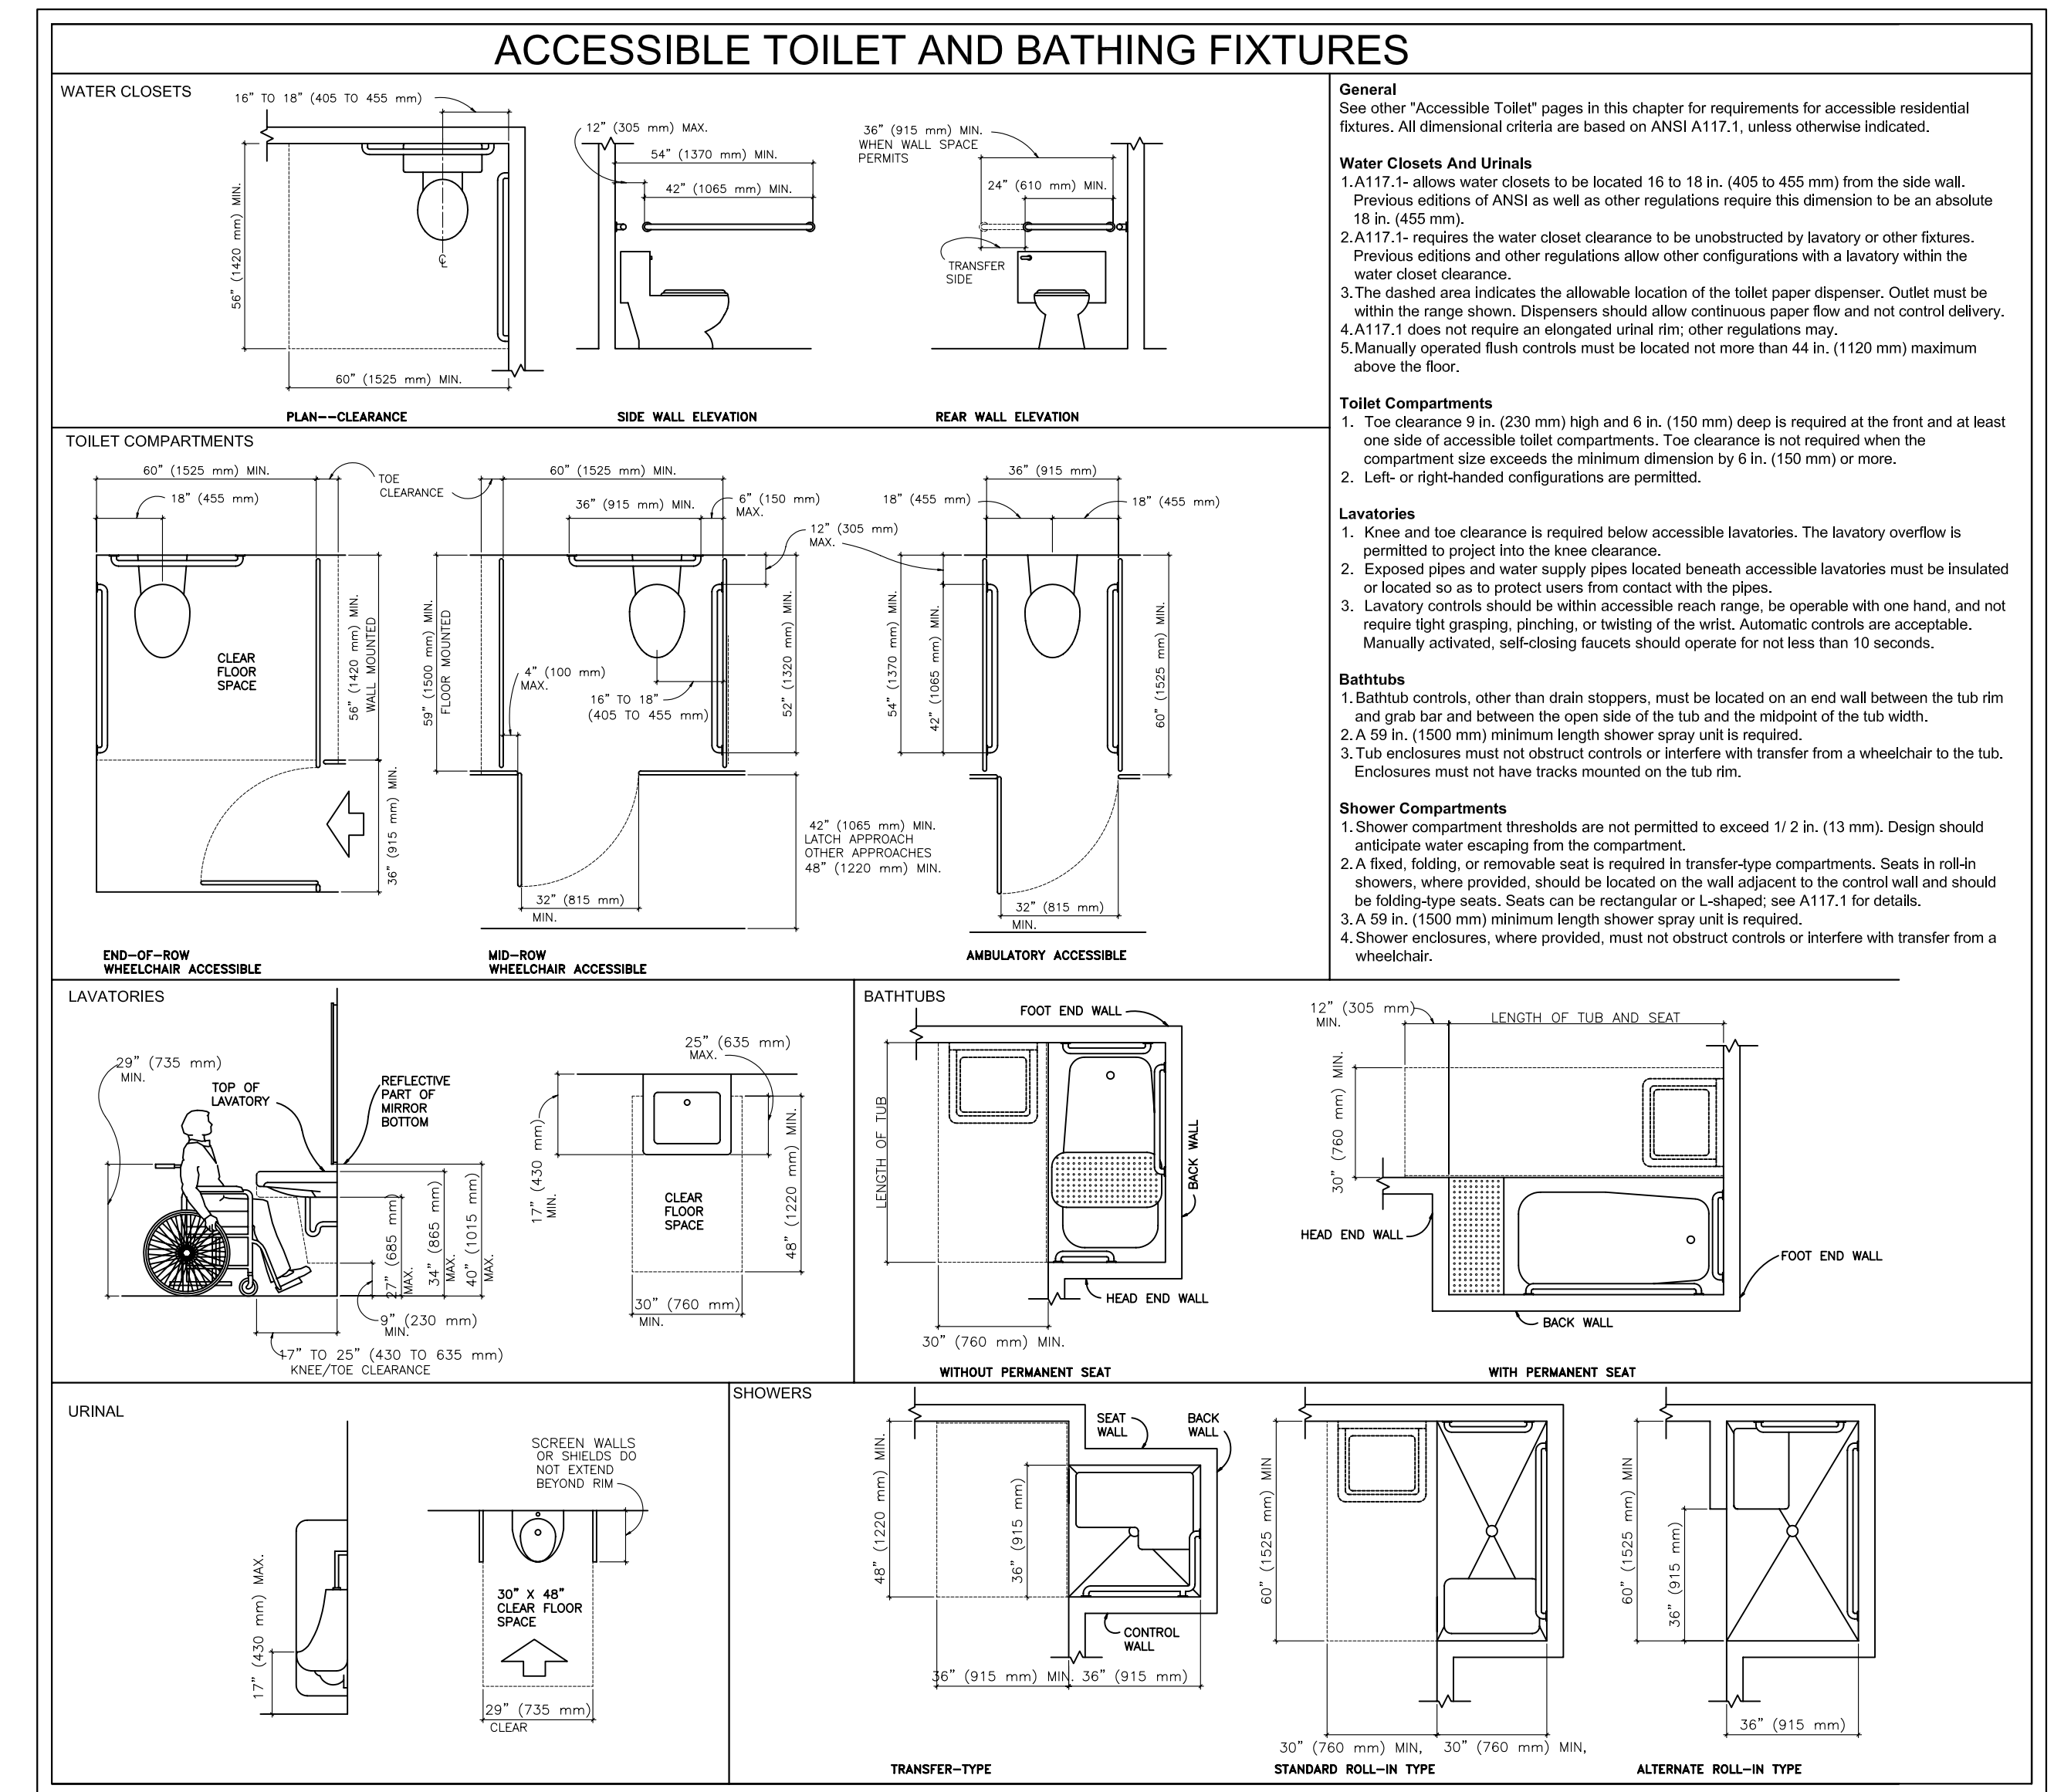 ACCESSIBLE TOILET AND BATHING FIXTURES
WATER CLOSETS
16” TO 18” (405 TO 455 mm)
56” (1420 mm) MIN.
℄
60” (1525 mm) MIN.
PLAN--CLEARANCE
12” (305 mm) MAX.
54” (1370 mm) MIN.
42” (1065 mm) MIN.
SIDE WALL ELEVATION
36” (915 mm) MIN.
WHEN WALL SPACE
PERMITS
24” (610 mm) MIN.
TRANSFER
SIDE
REAR WALL ELEVATION
General
See other "Accessible Toilet" pages in this chapter for requirements for accessible residential
fixtures. All dimensional criteria are based on ANSI A117.1, unless otherwise indicated.
Water Closets And Urinals
1.A117.1- allows water closets to be located 16 to 18 in. (405 to 455 mm) from the side wall.
Previous editions of ANSI as well as other regulations require this dimension to be an absolute
18 in. (455 mm).
2.A117.1- requires the water closet clearance to be unobstructed by lavatory or other fixtures.
Previous editions and other regulations allow other configurations with a lavatory within the
water closet clearance.
3.The dashed area indicates the allowable location of the toilet paper dispenser. Outlet must be
within the range shown. Dispensers should allow continuous paper flow and not control delivery.
4.A117.1 does not require an elongated urinal rim; other regulations may.
5.Manually operated flush controls must be located not more than 44 in. (1120 mm) maximum
above the floor.
Toilet Compartments
1. Toe clearance 9 in. (230 mm) high and 6 in. (150 mm) deep is required at the front and at least
one side of accessible toilet compartments. Toe clearance is not required when the
compartment size exceeds the minimum dimension by 6 in. (150 mm) or more.
2. Left- or right-handed configurations are permitted.
Lavatories
1. Knee and toe clearance is required below accessible lavatories. The lavatory overflow is
permitted to project into the knee clearance.
2. Exposed pipes and water supply pipes located beneath accessible lavatories must be insulated
or located so as to protect users from contact with the pipes.
3. Lavatory controls should be within accessible reach range, be operable with one hand, and not
require tight grasping, pinching, or twisting of the wrist. Automatic controls are acceptable.
Manually activated, self-closing faucets should operate for not less than 10 seconds.
Bathtubs
1.Bathtub controls, other than drain stoppers, must be located on an end wall between the tub rim
and grab bar and between the open side of the tub and the midpoint of the tub width.
2.A 59 in. (1500 mm) minimum length shower spray unit is required.
3.Tub enclosures must not obstruct controls or interfere with transfer from a wheelchair to the tub.
Enclosures must not have tracks mounted on the tub rim.
Shower Compartments
1.Shower compartment thresholds are not permitted to exceed 1/ 2 in. (13 mm). Design should
anticipate water escaping from the compartment.
2.A fixed, folding, or removable seat is required in transfer-type compartments. Seats in roll-in
showers, where provided, should be located on the wall adjacent to the control wall and should
be folding-type seats. Seats can be rectangular or L-shaped; see A117.1 for details.
3.A 59 in. (1500 mm) minimum length shower spray unit is required.
4.Shower enclosures, where provided, must not obstruct controls or interfere with transfer from a
wheelchair.
TOILET COMPARTMENTS
60” (1525 mm) MIN.
18” (455 mm)
TOE
CLEARANCE
CLEAR
FLOOR
SPACE
56” (1420 mm) MIN.
WALL MOUNTED
36” (915 mm) MIN.
END-OF-ROW
WHEELCHAIR ACCESSIBLE
60” (1525 mm) MIN.
36” (915 mm) MIN.
6” (150 mm)
MAX.
12” (305 mm)
MAX.
59” (1500 mm) MIN.
FLOOR MOUNTED
4” (100 mm)
MAX.
16” TO 18”
(405 TO 455 mm)
52” (1320 mm) MIN.
42” (1065 mm) MIN.
LATCH APPROACH
OTHER APPROACHES
48” (1220 mm) MIN.
32” (815 mm)
MIN.
MID-ROW
WHEELCHAIR ACCESSIBLE
36” (915 mm)
18” (455 mm)
18” (455 mm)
54” (1370 mm) MIN.
42” (1065 mm) MIN.
60” (1525 mm) MIN.
32” (815 mm)
MIN.
AMBULATORY ACCESSIBLE
LAVATORIES
29” (735 mm)
MIN.
TOP OF
LAVATORY
REFLECTIVE
PART OF
MIRROR
BOTTOM
27” (685 mm)
MAX.
34” (865 mm)
MAX.
40” (1015 mm)
MAX.
9” (230 mm)
MIN.
17” TO 25” (430 TO 635 mm)
KNEE/TOE CLEARANCE
25” (635 mm)
MAX.
17” (430 mm)
MIN.
CLEAR
FLOOR
SPACE
48” (1220 mm) MIN.
30” (760 mm)
MIN.
BATHTUBS
FOOT END WALL
LENGTH OF TUB
BACK WALL
HEAD END WALL
30” (760 mm) MIN.
WITHOUT PERMANENT SEAT
12” (305 mm)
MIN.
LENGTH OF TUB AND SEAT
30” (760 mm) MIN.
HEAD END WALL
FOOT END WALL
BACK WALL
WITH PERMANENT SEAT
URINAL
17” (430 mm) MAX.
SCREEN WALLS
OR SHIELDS DO
NOT EXTEND
BEYOND RIM
30” X 48”
CLEAR FLOOR
SPACE
29” (735 mm)
CLEAR
SHOWERS
SEAT
WALL
BACK
WALL
48” (1220 mm) MIN.
36” (915 mm)
CONTROL
WALL
36” (915 mm) MIN.
36” (915 mm)
TRANSFER-TYPE
60” (1525 mm) MIN
30” (760 mm) MIN,
30” (760 mm) MIN,
STANDARD ROLL-IN TYPE
60” (1525 mm) MIN
36” (915 mm)
36” (915 mm)
ALTERNATE ROLL-IN TYPE